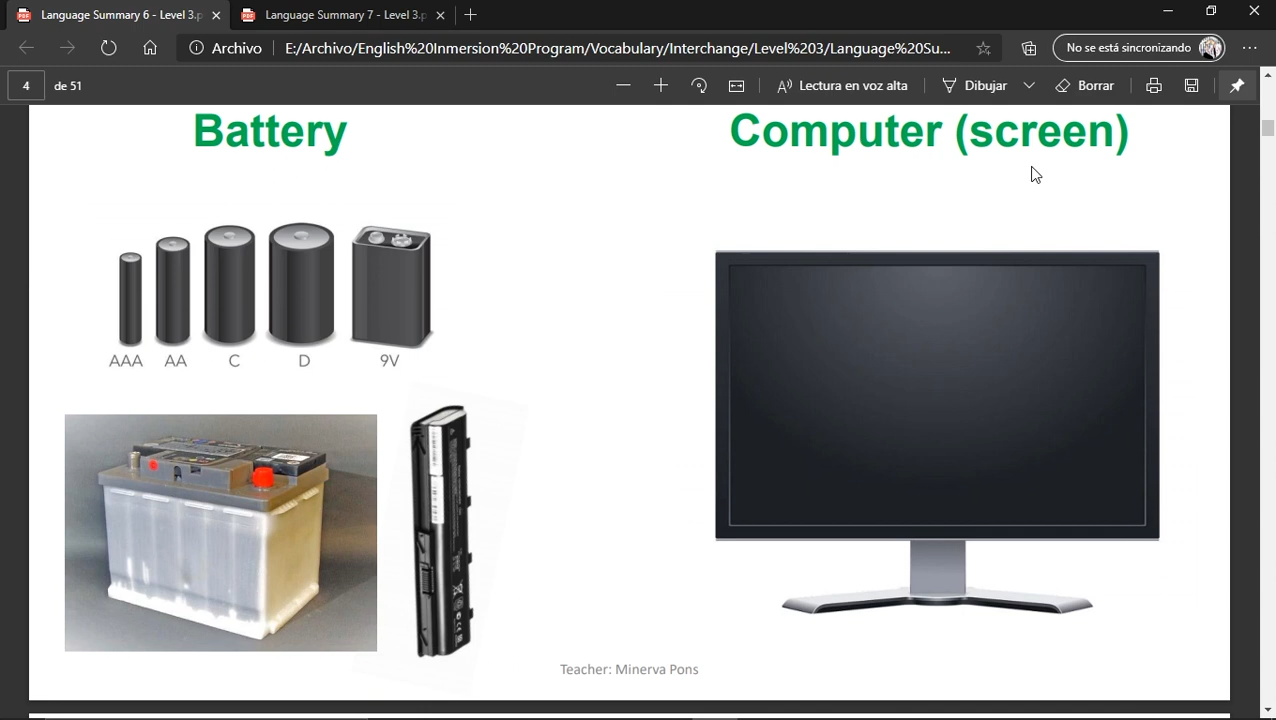 Language Summary 6 - Level 3.p
Language Summary 7 - Level 3.p
Archivo
E:/Archivo/English%20Inmersion%20Program/Vocabulary/Interchange/Level%203/Language%20Su...
No se está sincronizando
4 de 51
Lectura en voz alta
Dibujar
Borrar
Battery
Computer (screen)
AAA AA C D 9V
Teacher: Minerva Pons